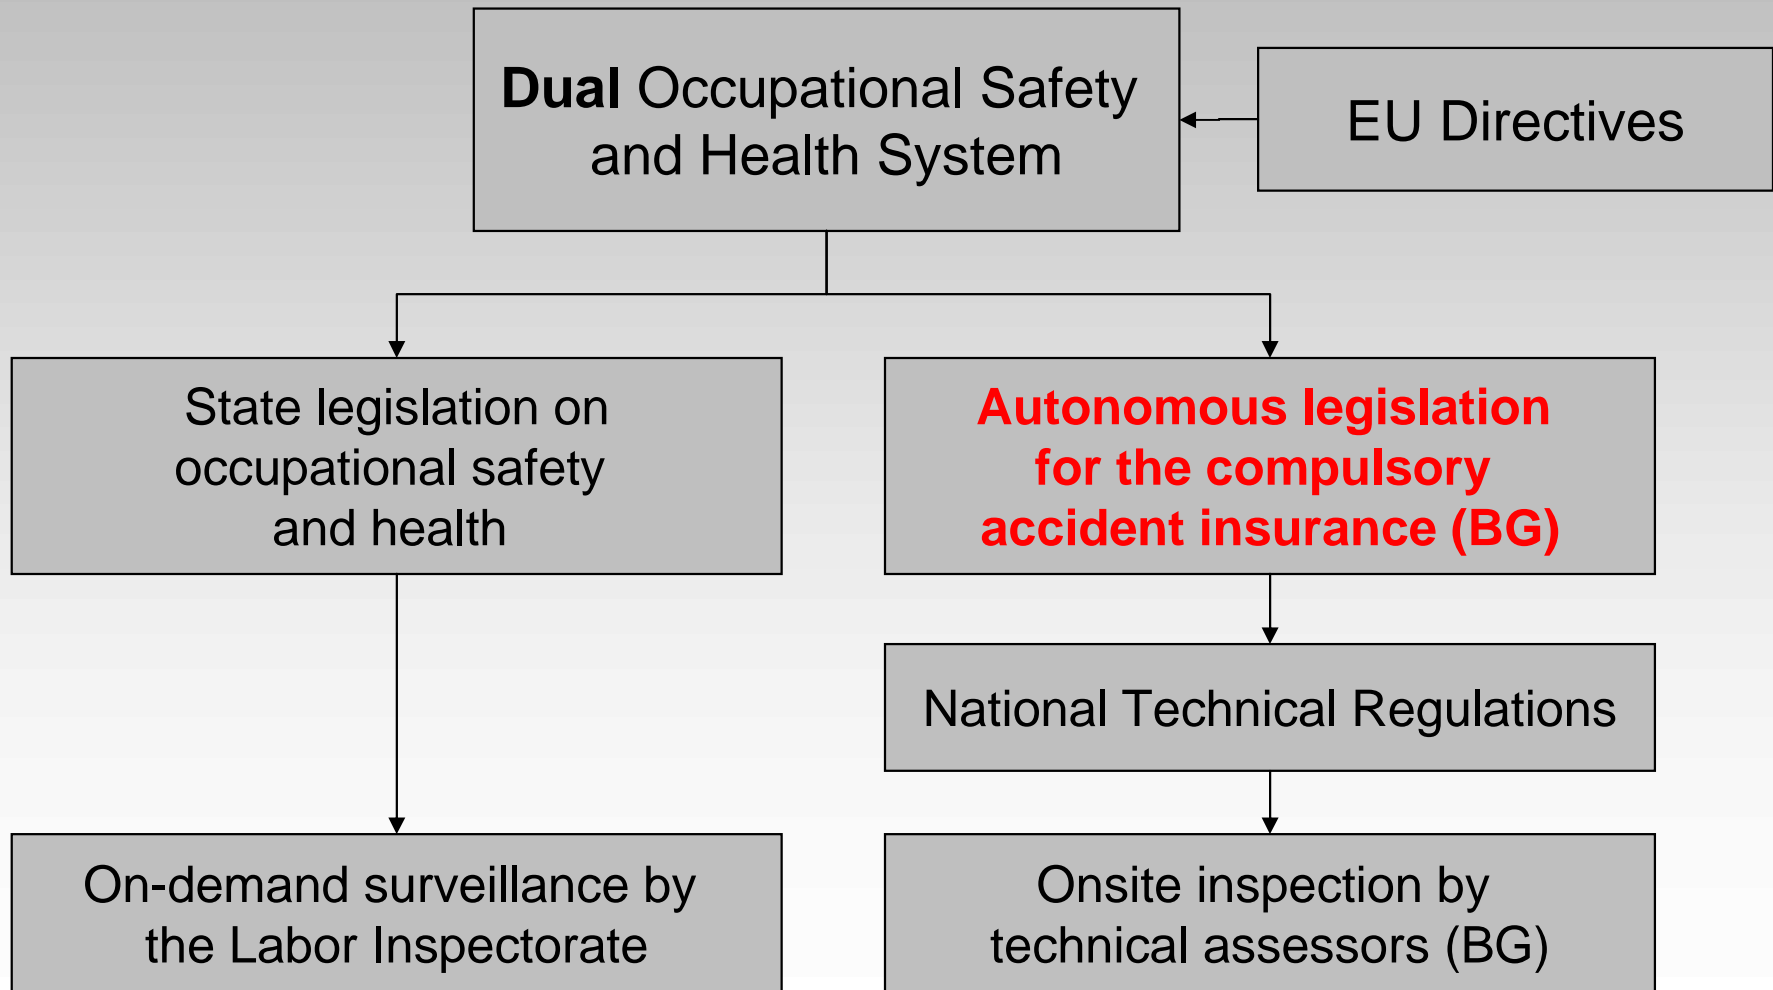 Dual Occupational Safety
and Health System
EU Directives
State legislation on
occupational safety
and health
Autonomous legislation
for the compulsory
accident insurance (BG)
National Technical Regulations
On-demand surveillance by
the Labor Inspectorate
Onsite inspection by
technical assessors (BG)